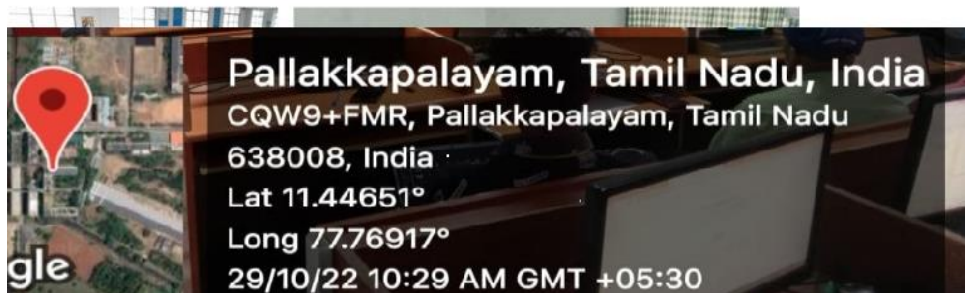 Pallakkapalayam, Tamil Nadu, India
CQW9+FMR, Pallakkapalayam, Tamil Nadu
638008, India
Lat 11.44651°
Long 77.76917°
29/10/22 10:29 AM GMT +05:30
gle